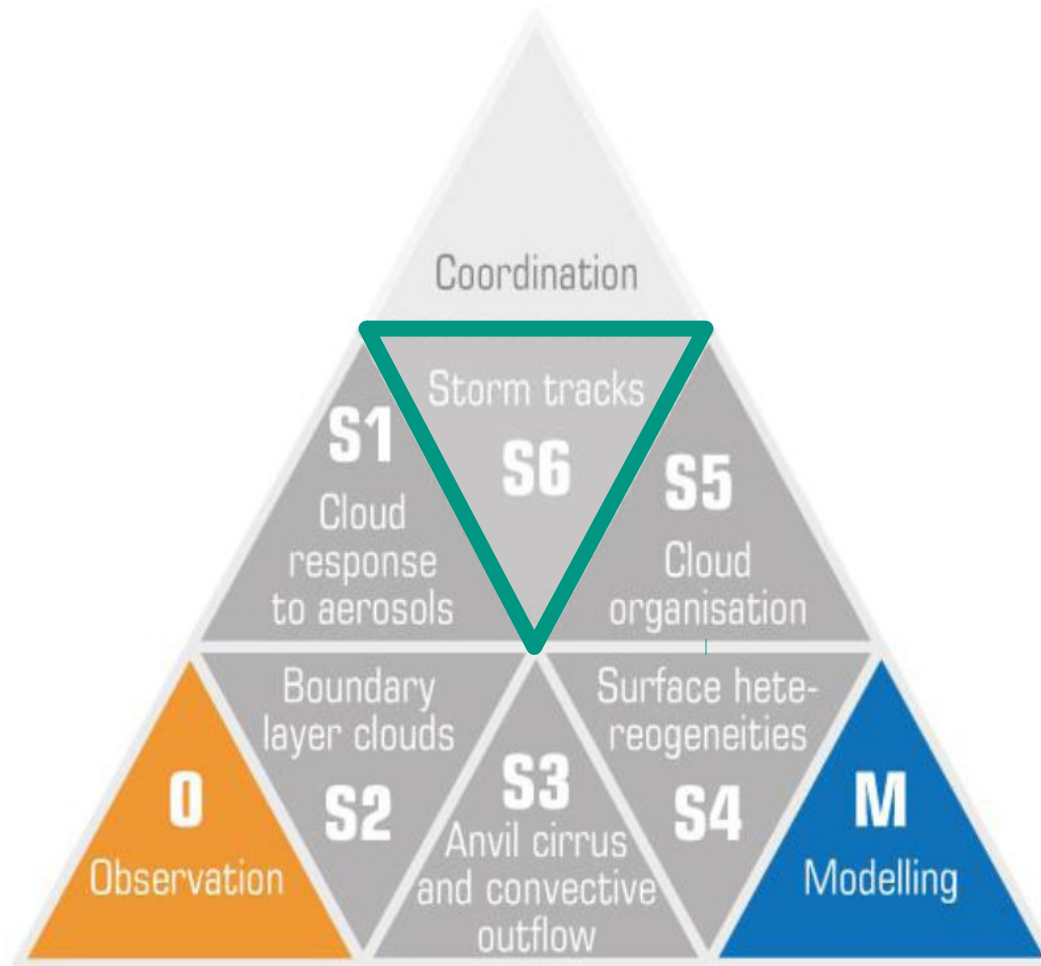 Coordination
Storm tracks
S6
S1
Cloud
response
to aerosols
S5
Cloud
organisation
O
Observation
Boundary
layer clouds
S2
S3
Anvil cirrus
and convective
outflow
Surface hete-
reogeneities
S4
M
Modelling